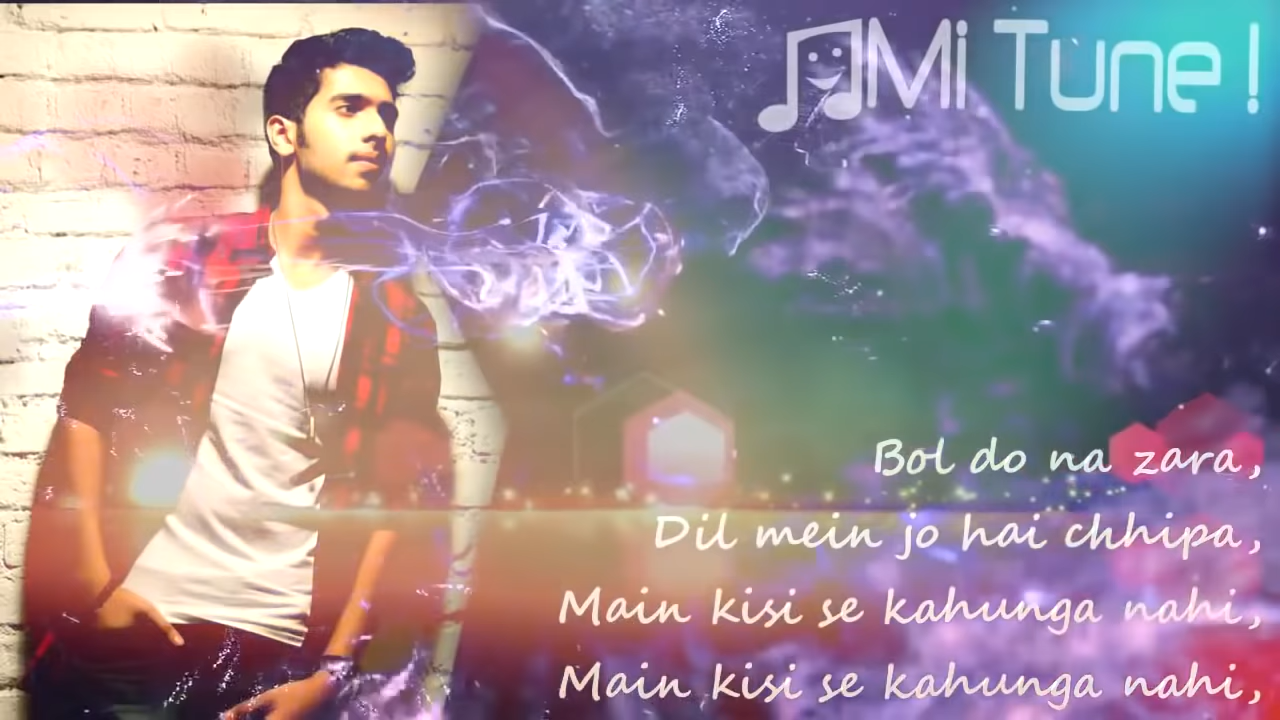 Mi Tune !
Bol do na zara,
Dil mein jo hai chhipa,
Main kisi se kahunga nahi,
Main kisi se kahunga nahi,